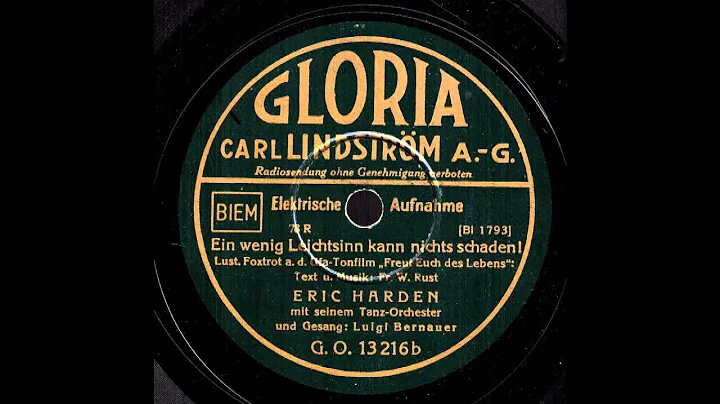 GLORIA
CARL LINDSTRÖM A.-G.
Radiosendung ohne Genehmigung verboten
BIEM Elektrische Aufnahme
78 R [BI 1793]
Ein wenig Leichtsinn kann nichts schaden!
Lust. Foxtrot a. d. Ufa-Tonfilm „Freut Euch des Lebens":
Text u. Musik: Fr. W. Rust
ERIC HARDEN
mit seinem Tanz-Orchester
und Gesang: Luigi Bernauer
G. O. 13216b